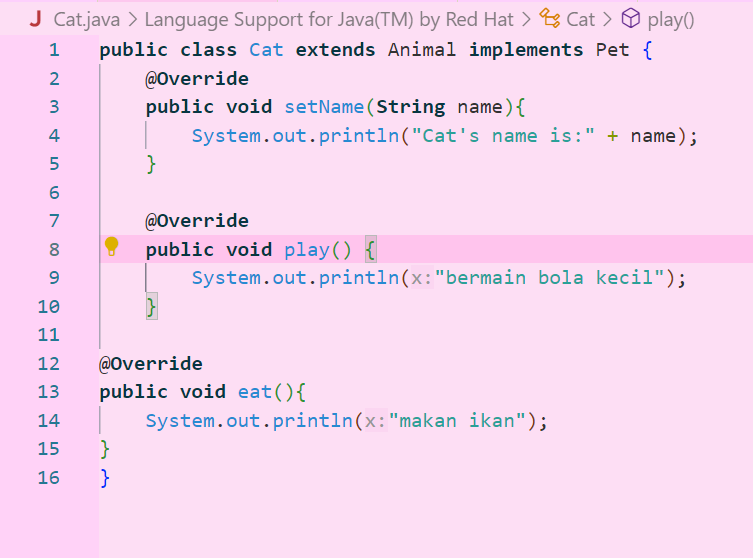 J Cat.java > Language Support for Java(TM) by Red Hat > Cat > play()
1 public class Cat extends Animal implements Pet {
2     @Override
3     public void setName(String name){
4         System.out.println("Cat's name is:" + name);
5     }
6
7     @Override
8     public void play() {
9         System.out.println(x:"bermain bola kecil");
10     }
11
12 @Override
13 public void eat(){
14     System.out.println(x:"makan ikan");
15 }
16 }